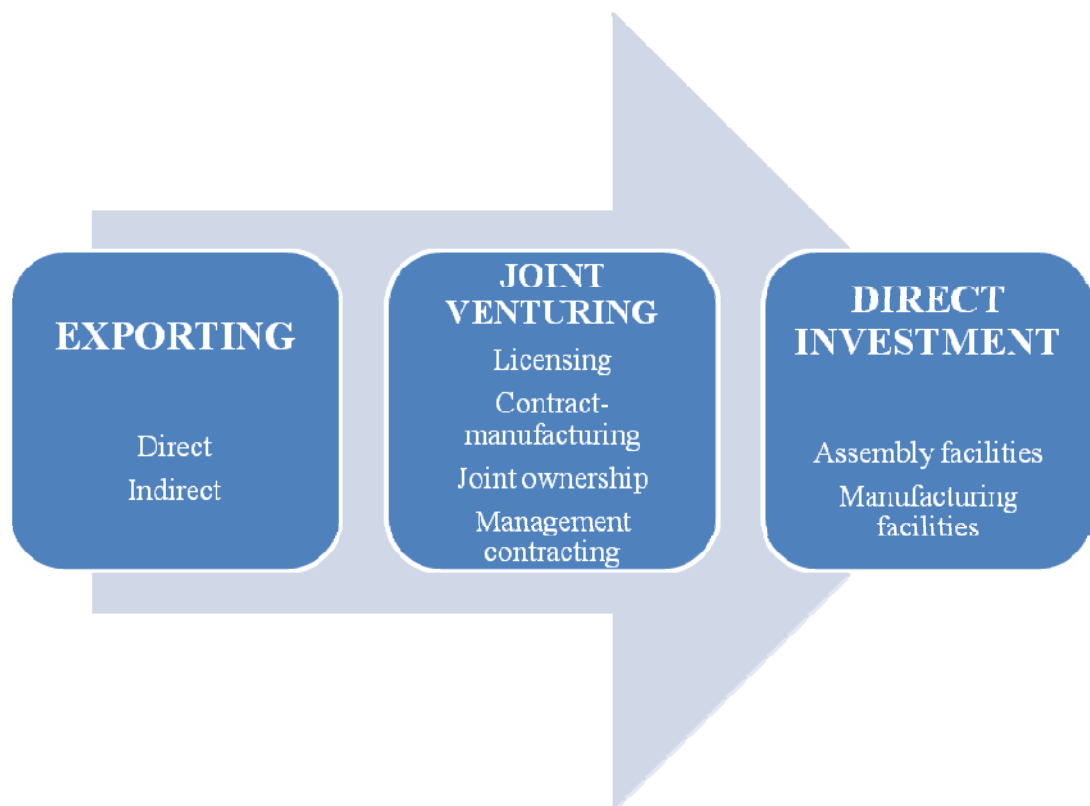 EXPORTING
Direct
Indirect
JOINT
VENTURING
Licensing
Contract-
manufacturing
Joint ownership
Management
contracting
DIRECT
INVESTMENT
Assembly facilities
Manufacturing
facilities